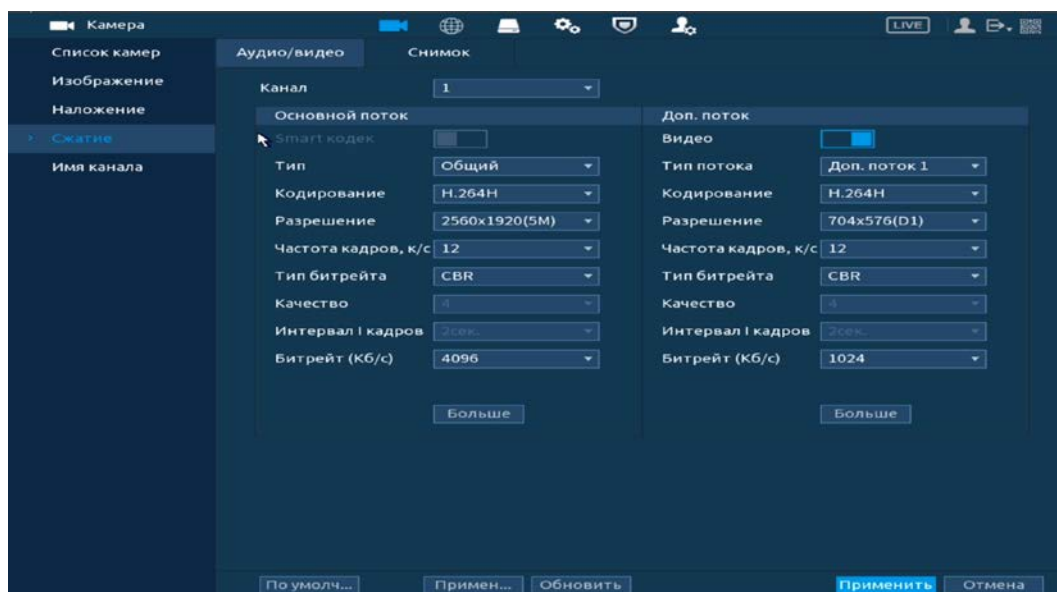 Камера
LIVE
Список камер
Изображение
Наложение
Сжатие
Имя канала
Аудио/видео Снимок
Канал 1
Основной поток
Smart кодек
Тип Общий
Кодирование H.264H
Разрешение 2560x1920(5M)
Частота кадров, к/с 12
Тип битрейта CBR
Качество 4
Интервал I кадров 2сек.
Битрейт (Кб/с) 4096
Больше
Доп. поток
Видео
Тип потока Доп. поток 1
Кодирование H.264H
Разрешение 704x576(D1)
Частота кадров, к/с 12
Тип битрейта CBR
Качество 4
Интервал I кадров 2сек.
Битрейт (Кб/с) 1024
Больше
По умолч... Примен... Обновить Применить Отмена